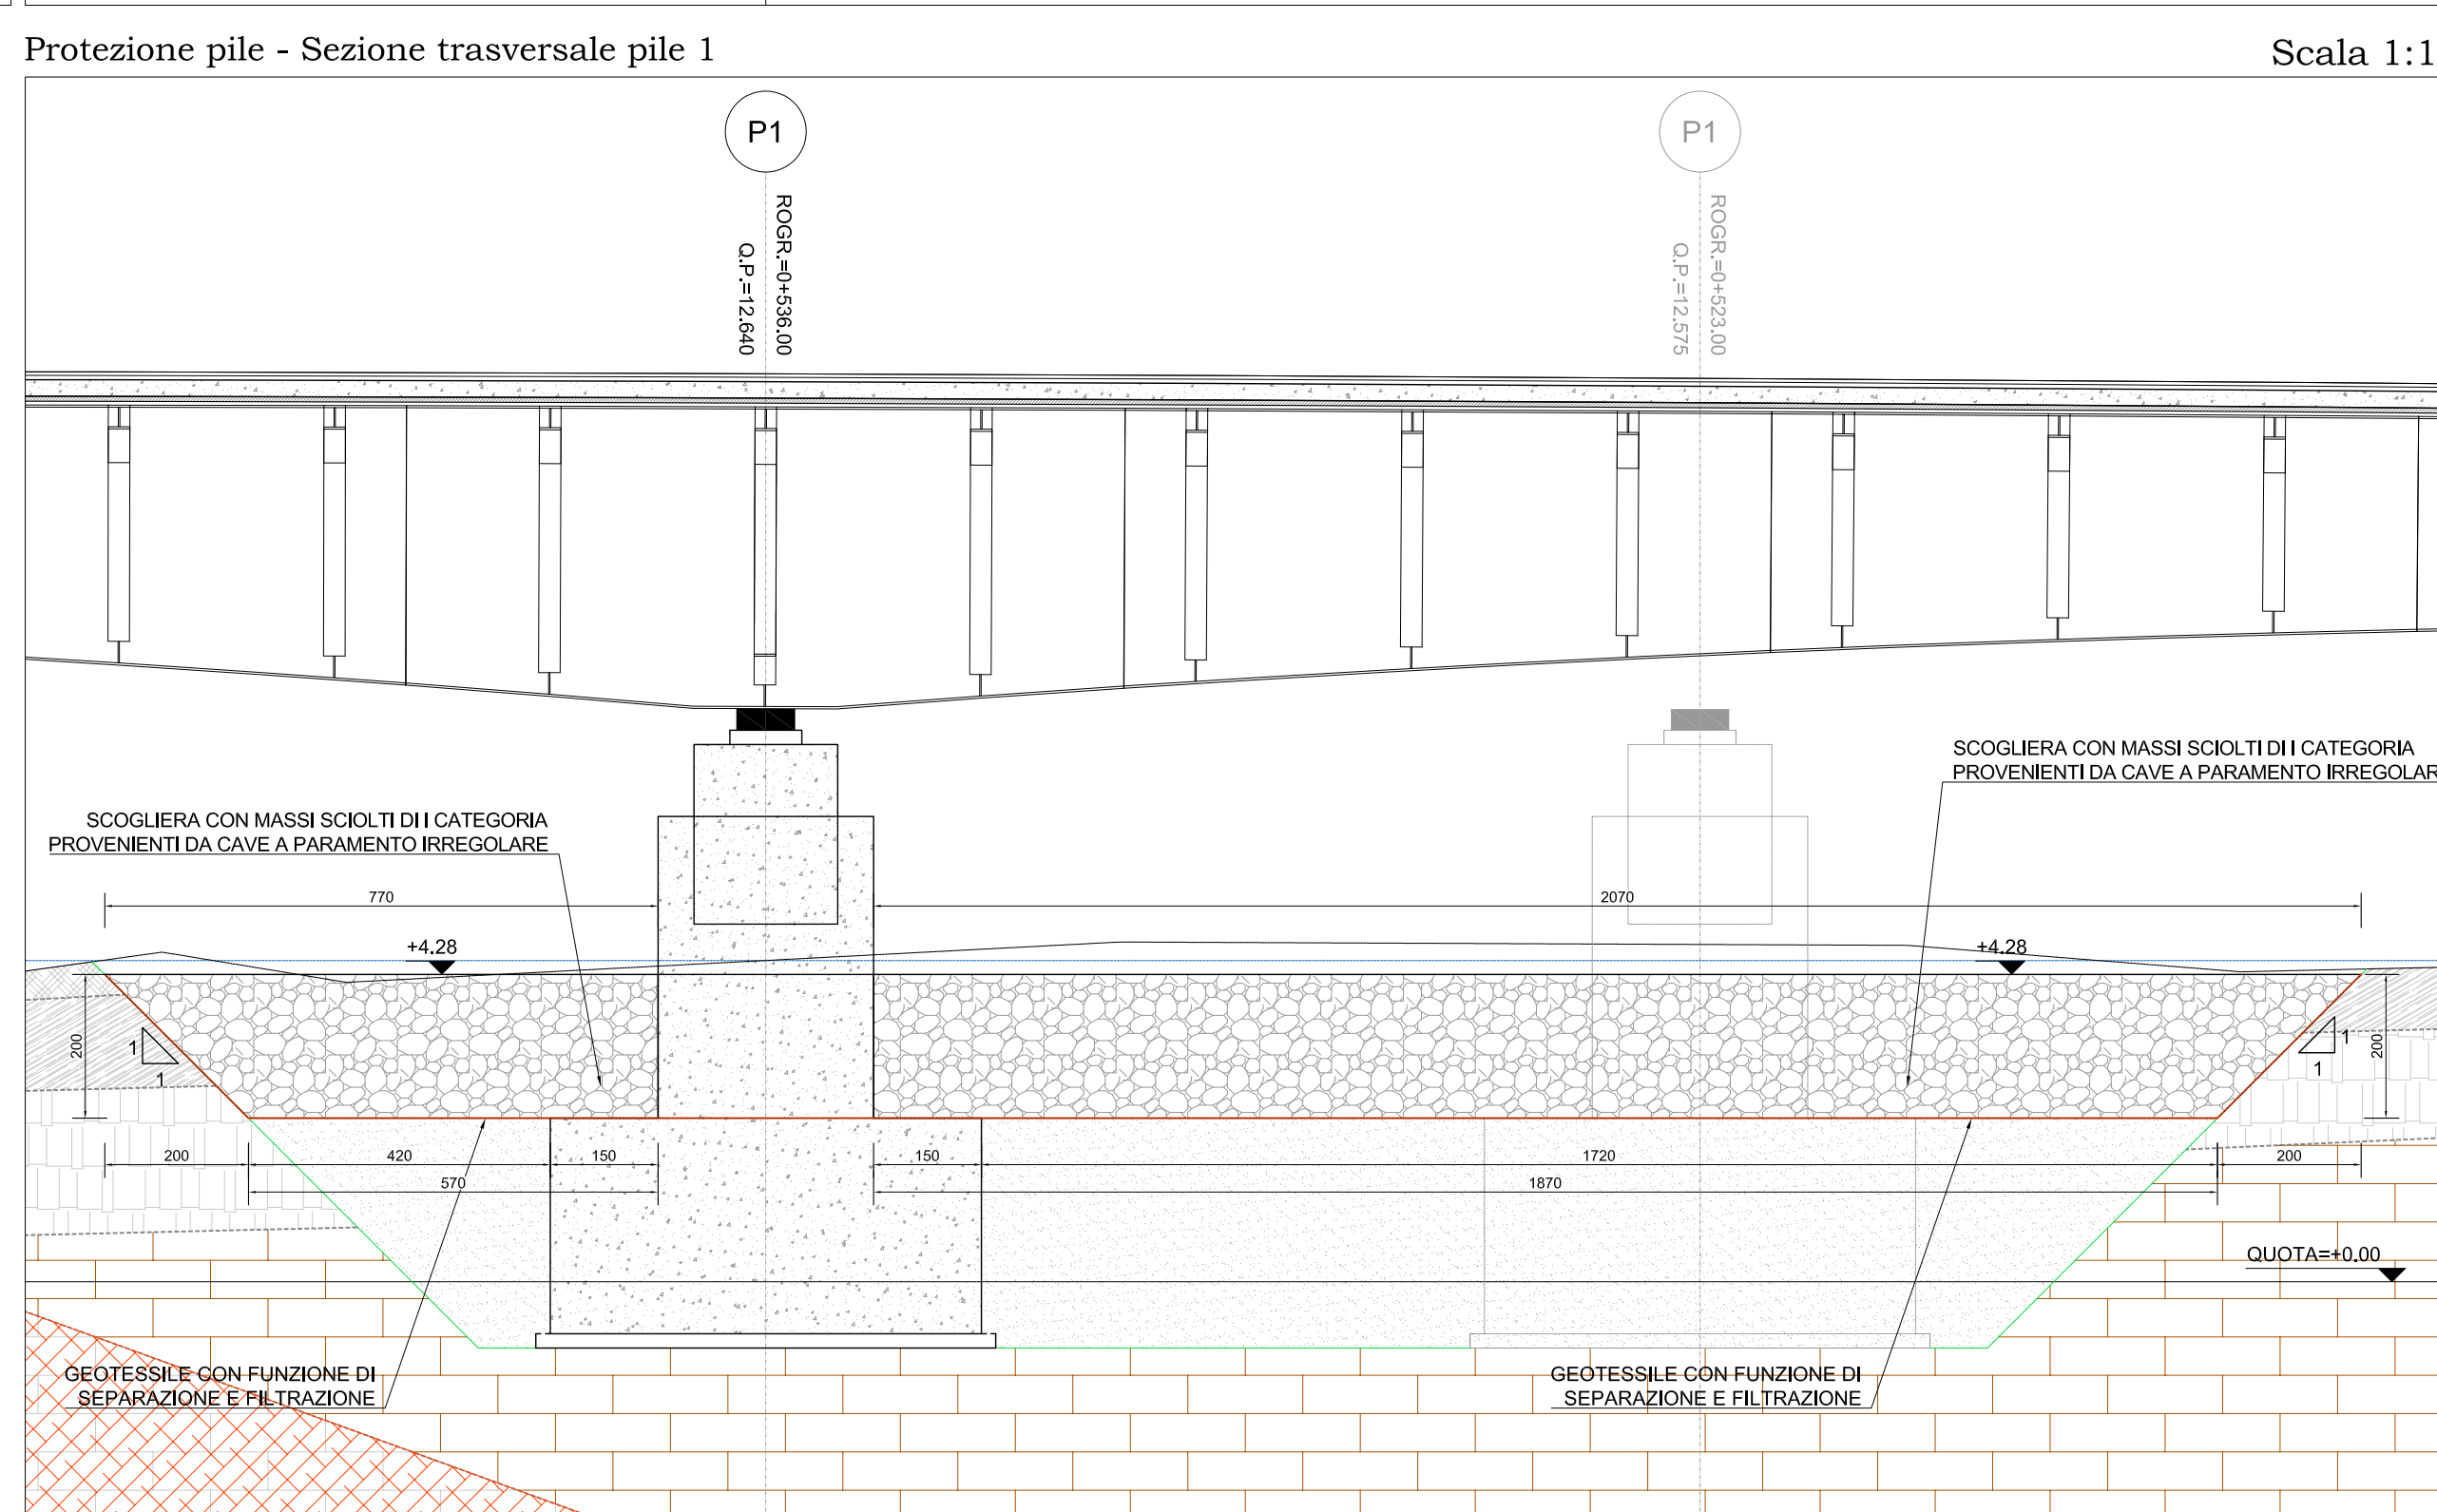 Protezione pile - Sezione trasversale pile 1
Scala 1:1
P1
P1
ROGR.=0+536.00
Q.P.=12.640
ROGR.=0+523.00
Q.P.=12.575
SCOGLIERA CON MASSI SCIOLTI DI I CATEGORIA
PROVENIENTI DA CAVE A PARAMENTO IRREGOLAR
SCOGLIERA CON MASSI SCIOLTI DI I CATEGORIA
PROVENIENTI DA CAVE A PARAMENTO IRREGOLARE
770
2070
+4.28
+4.28
200
1
1
1
1
200
200
420
150
150
1720
200
570
1870
QUOTA=+0.00
GEOTESSILE CON FUNZIONE DI
SEPARAZIONE E FILTRAZIONE
GEOTESSILE CON FUNZIONE DI
SEPARAZIONE E FILTRAZIONE